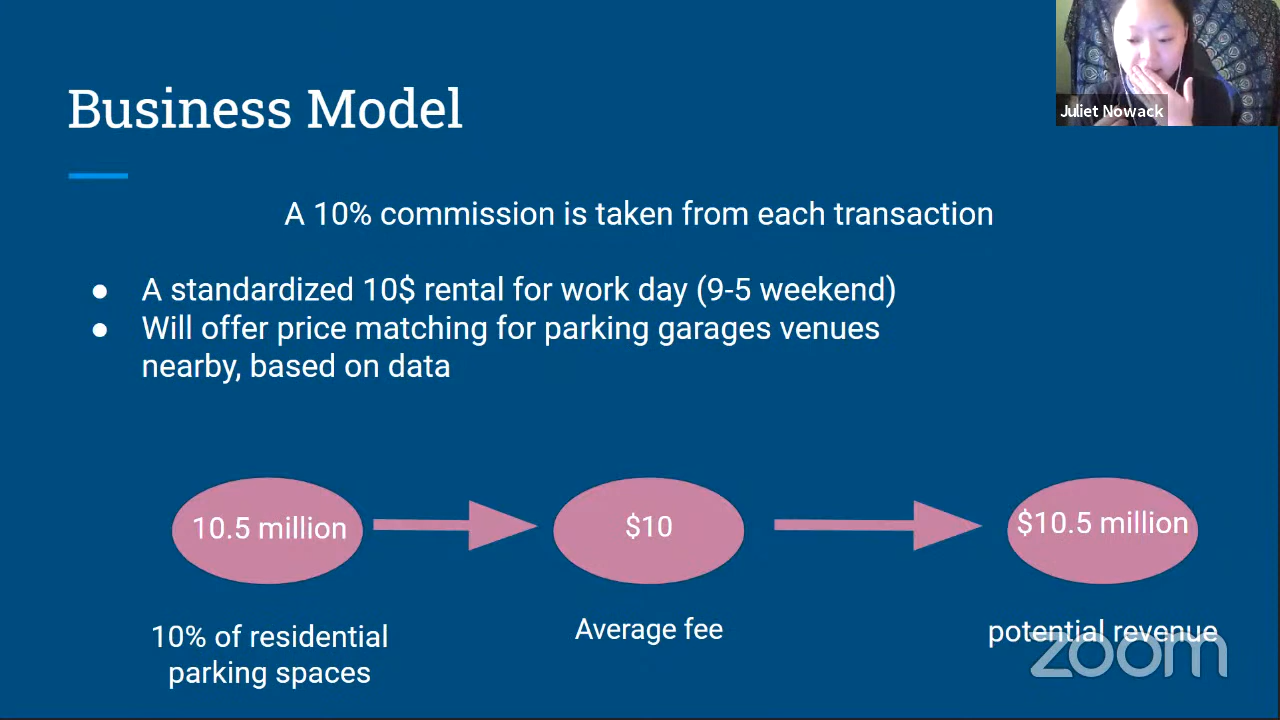 Juliet Nowack
Business Model
A 10% commission is taken from each transaction
● A standardized 10$ rental for work day (9-5 weekend)
● Will offer price matching for parking garages venues
nearby, based on data
10.5 million
$10
$10.5 million
10% of residential
parking spaces
Average fee
potential revenue
zoom